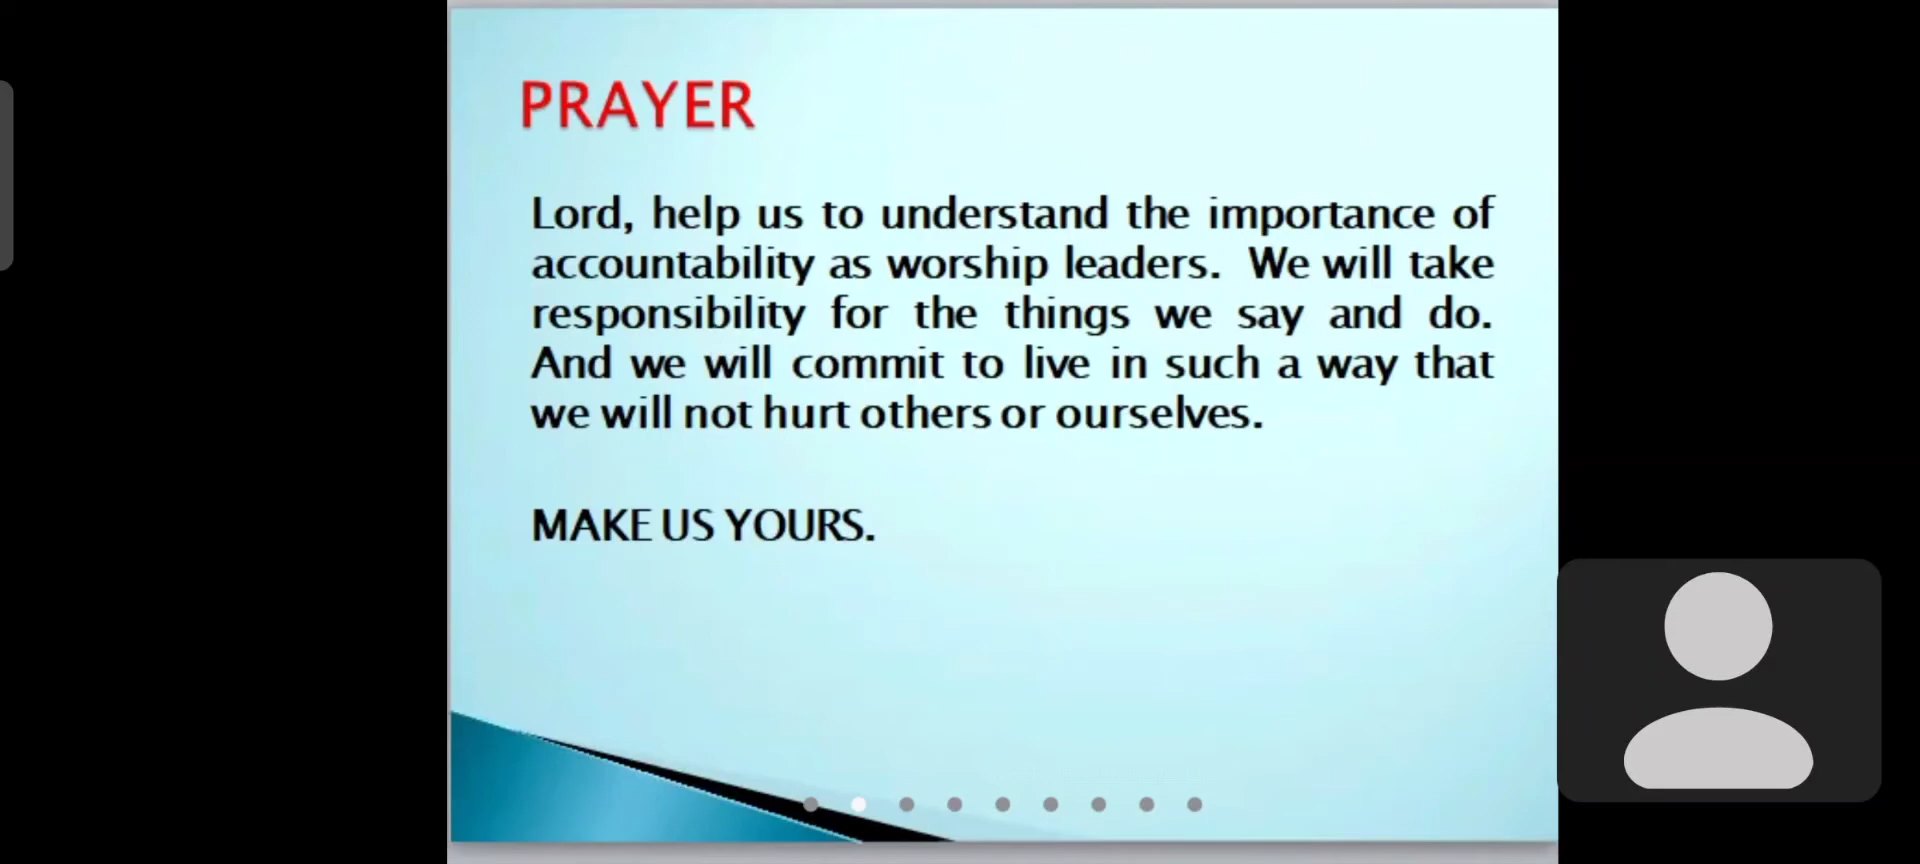 PRAYER
Lord, help us to understand the importance of
accountability as worship leaders.  We will take
responsibility for the things we say and do.
And we will commit to live in such a way that
we will not hurt others or ourselves.
MAKE US YOURS.